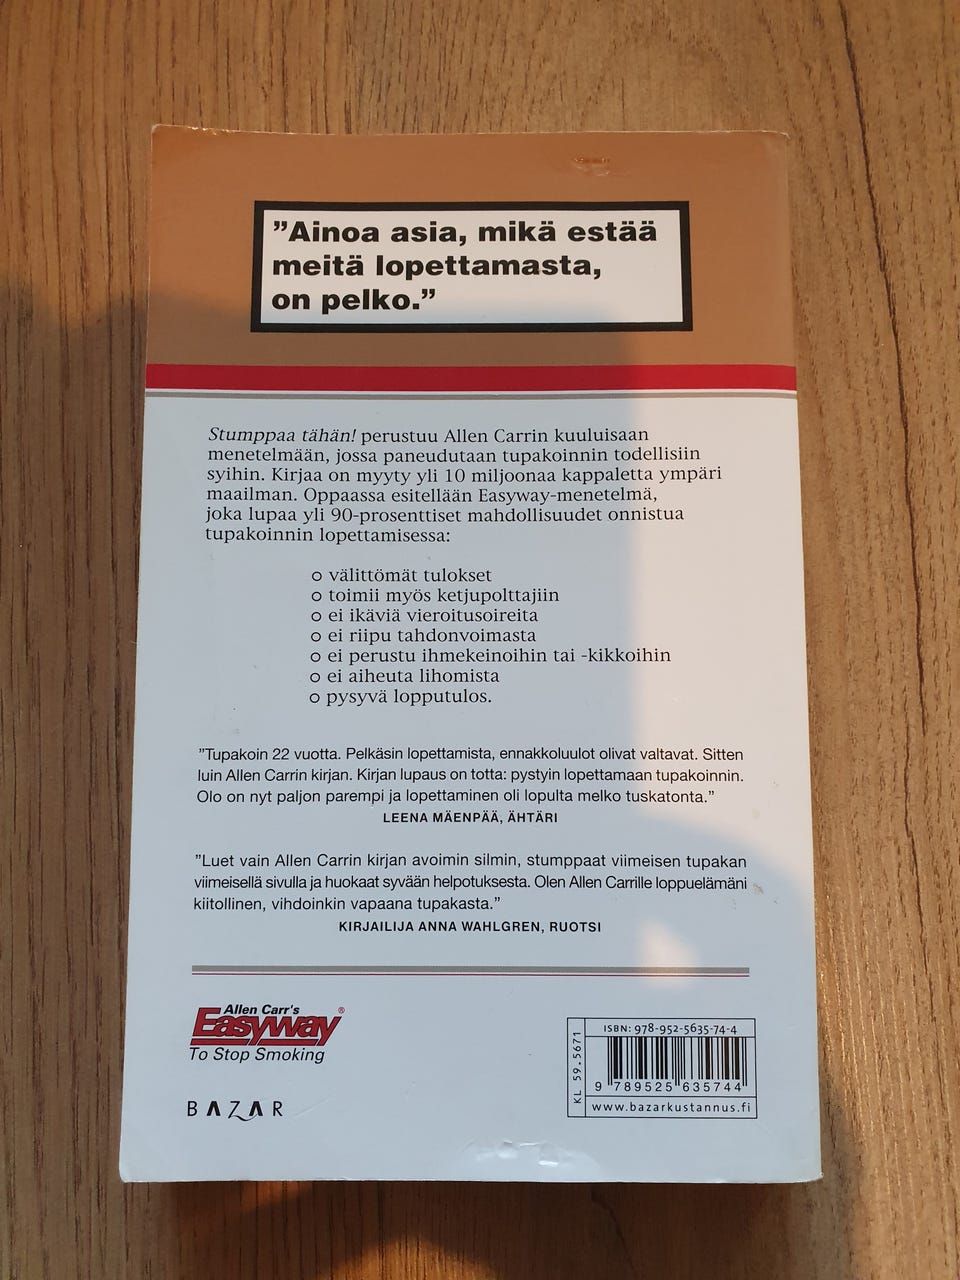 ”Ainoa asia, mikä estää
meitä lopettamasta,
on pelko.”
Stumppaa tähän! perustuu Allen Carrin kuuluisaan
menetelmään, jossa paneudutaan tupakoinnin todellisiin
syihin. Kirjaa on myyty yli 10 miljoonaa kappaletta ympäri
maailman. Oppaassa esitellään Easyway-menetelmä,
joka lupaa yli 90-prosenttiset mahdollisuudet onnistua
tupakoinnin lopettamisessa:
o välittömät tulokset
o toimii myös ketjupolttajiin
o ei ikäviä vieroitusoireita
o ei riipu tahdonvoimasta
o ei perustu ihmekeinoihin tai -kikkoihin
o ei aiheuta lihomista
o pysyvä lopputulos.
”Tupakoin 22 vuotta. Pelkäsin lopettamista, ennakkoluulot olivat valtavat. Sitten
luin Allen Carrin kirjan. Kirjan lupaus on totta: pystyin lopettamaan tupakoinnin.
Olo on nyt paljon parempi ja lopettaminen oli lopulta melko tuskatonta.”
LEENA MÄENPÄÄ, ÄHTÄRI
”Luet vain Allen Carrin kirjan avoimin silmin, stumppaat viimeisen tupakan
viimeisellä sivulla ja huokaat syvään helpotuksesta. Olen Allen Carrille loppuelämäni
kiitollinen, vihdoinkin vapaana tupakasta.”
KIRJAILIJA ANNA WAHLGREN, RUOTSI
Allen Carr's
Easyway®
To Stop Smoking
BAZAR
KL 59.5671
ISBN: 978-952-5635-74-4
9 789525 635744
www.bazarkustannus.fi